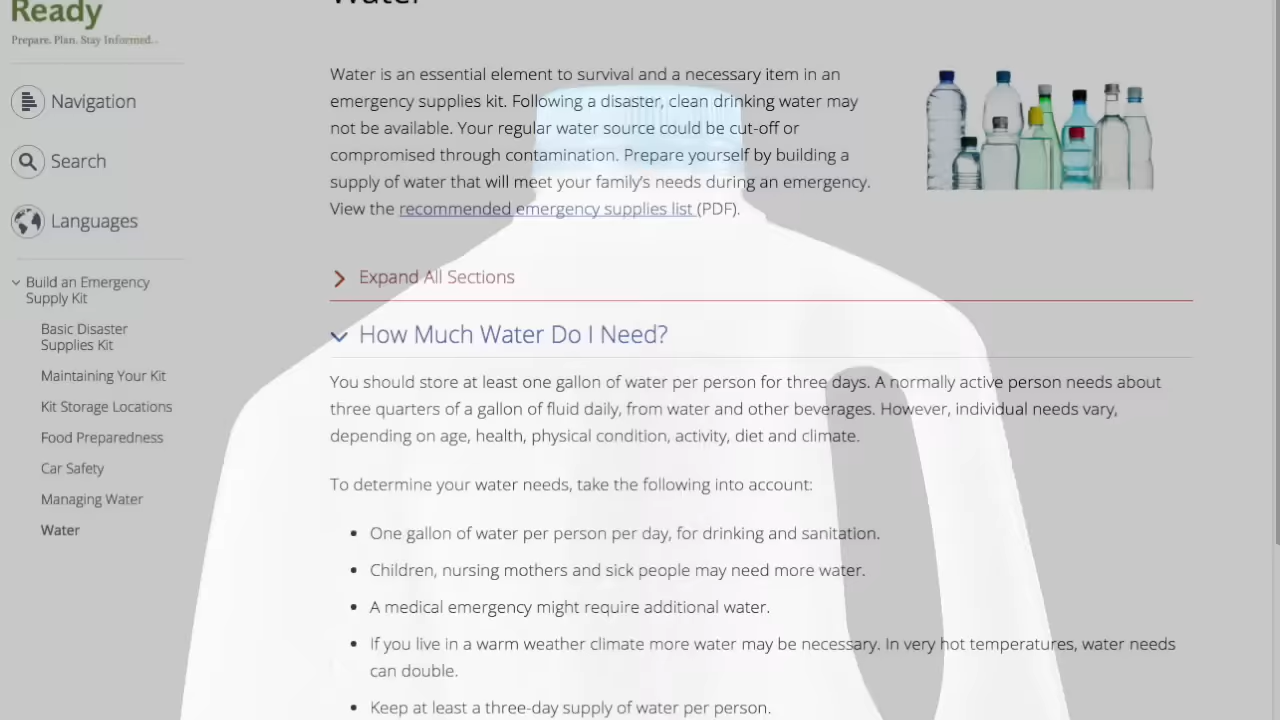 Water
Ready
Prepare. Plan. Stay Informed.
Navigation
Search
Languages
Build an Emergency
Supply Kit
Basic Disaster
Supplies Kit
Maintaining Your Kit
Kit Storage Locations
Food Preparedness
Car Safety
Managing Water
Water
Water is an essential element to survival and a necessary item in an
emergency supplies kit. Following a disaster, clean drinking water may
not be available. Your regular water source could be cut-off or
compromised through contamination. Prepare yourself by building a
supply of water that will meet your family’s needs during an emergency.
View the recommended emergency supplies list (PDF).
Expand All Sections
How Much Water Do I Need?
You should store at least one gallon of water per person for three days. A normally active person needs about
three quarters of a gallon of fluid daily, from water and other beverages. However, individual needs vary,
depending on age, health, physical condition, activity, diet and climate.
To determine your water needs, take the following into account:
• One gallon of water per person per day, for drinking and sanitation.
• Children, nursing mothers and sick people may need more water.
• A medical emergency might require additional water.
• If you live in a warm weather climate more water may be necessary. In very hot temperatures, water needs
can double.
• Keep at least a three-day supply of water per person.